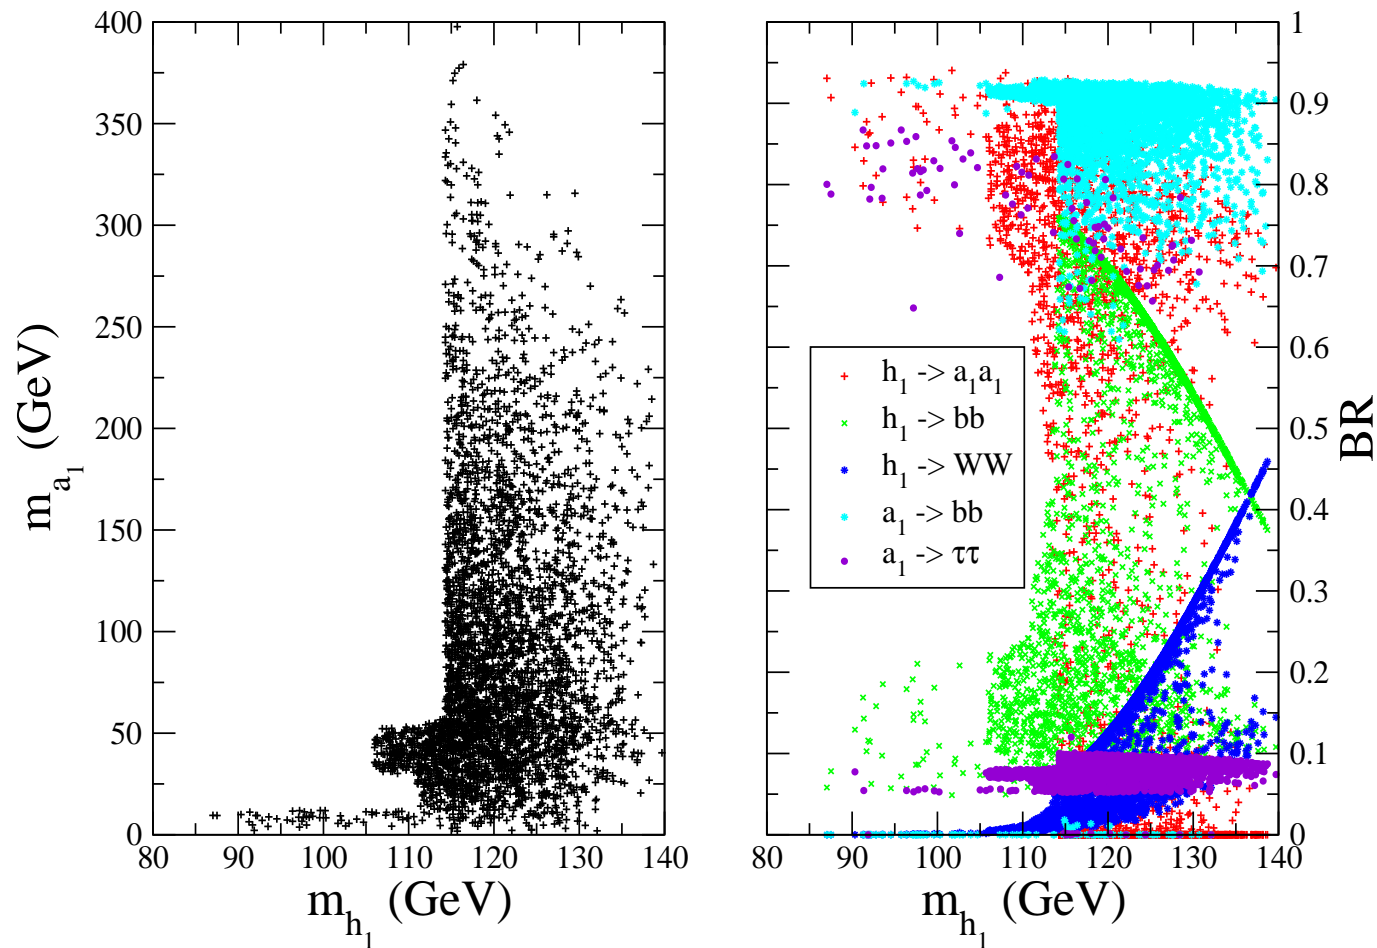 400
350
300
250
200
150
100
50
0
80 90 100 110 120 130 140
m_{a_1} (GeV)
m_{h_1} (GeV)
1
0.9
0.8
0.7
0.6
0.5
0.4
0.3
0.2
0.1
0
80 90 100 110 120 130 140
BR
m_{h_1} (GeV)
h_1 -> a_1a_1
h_1 -> bb
h_1 -> WW
a_1 -> bb
a_1 -> ττ